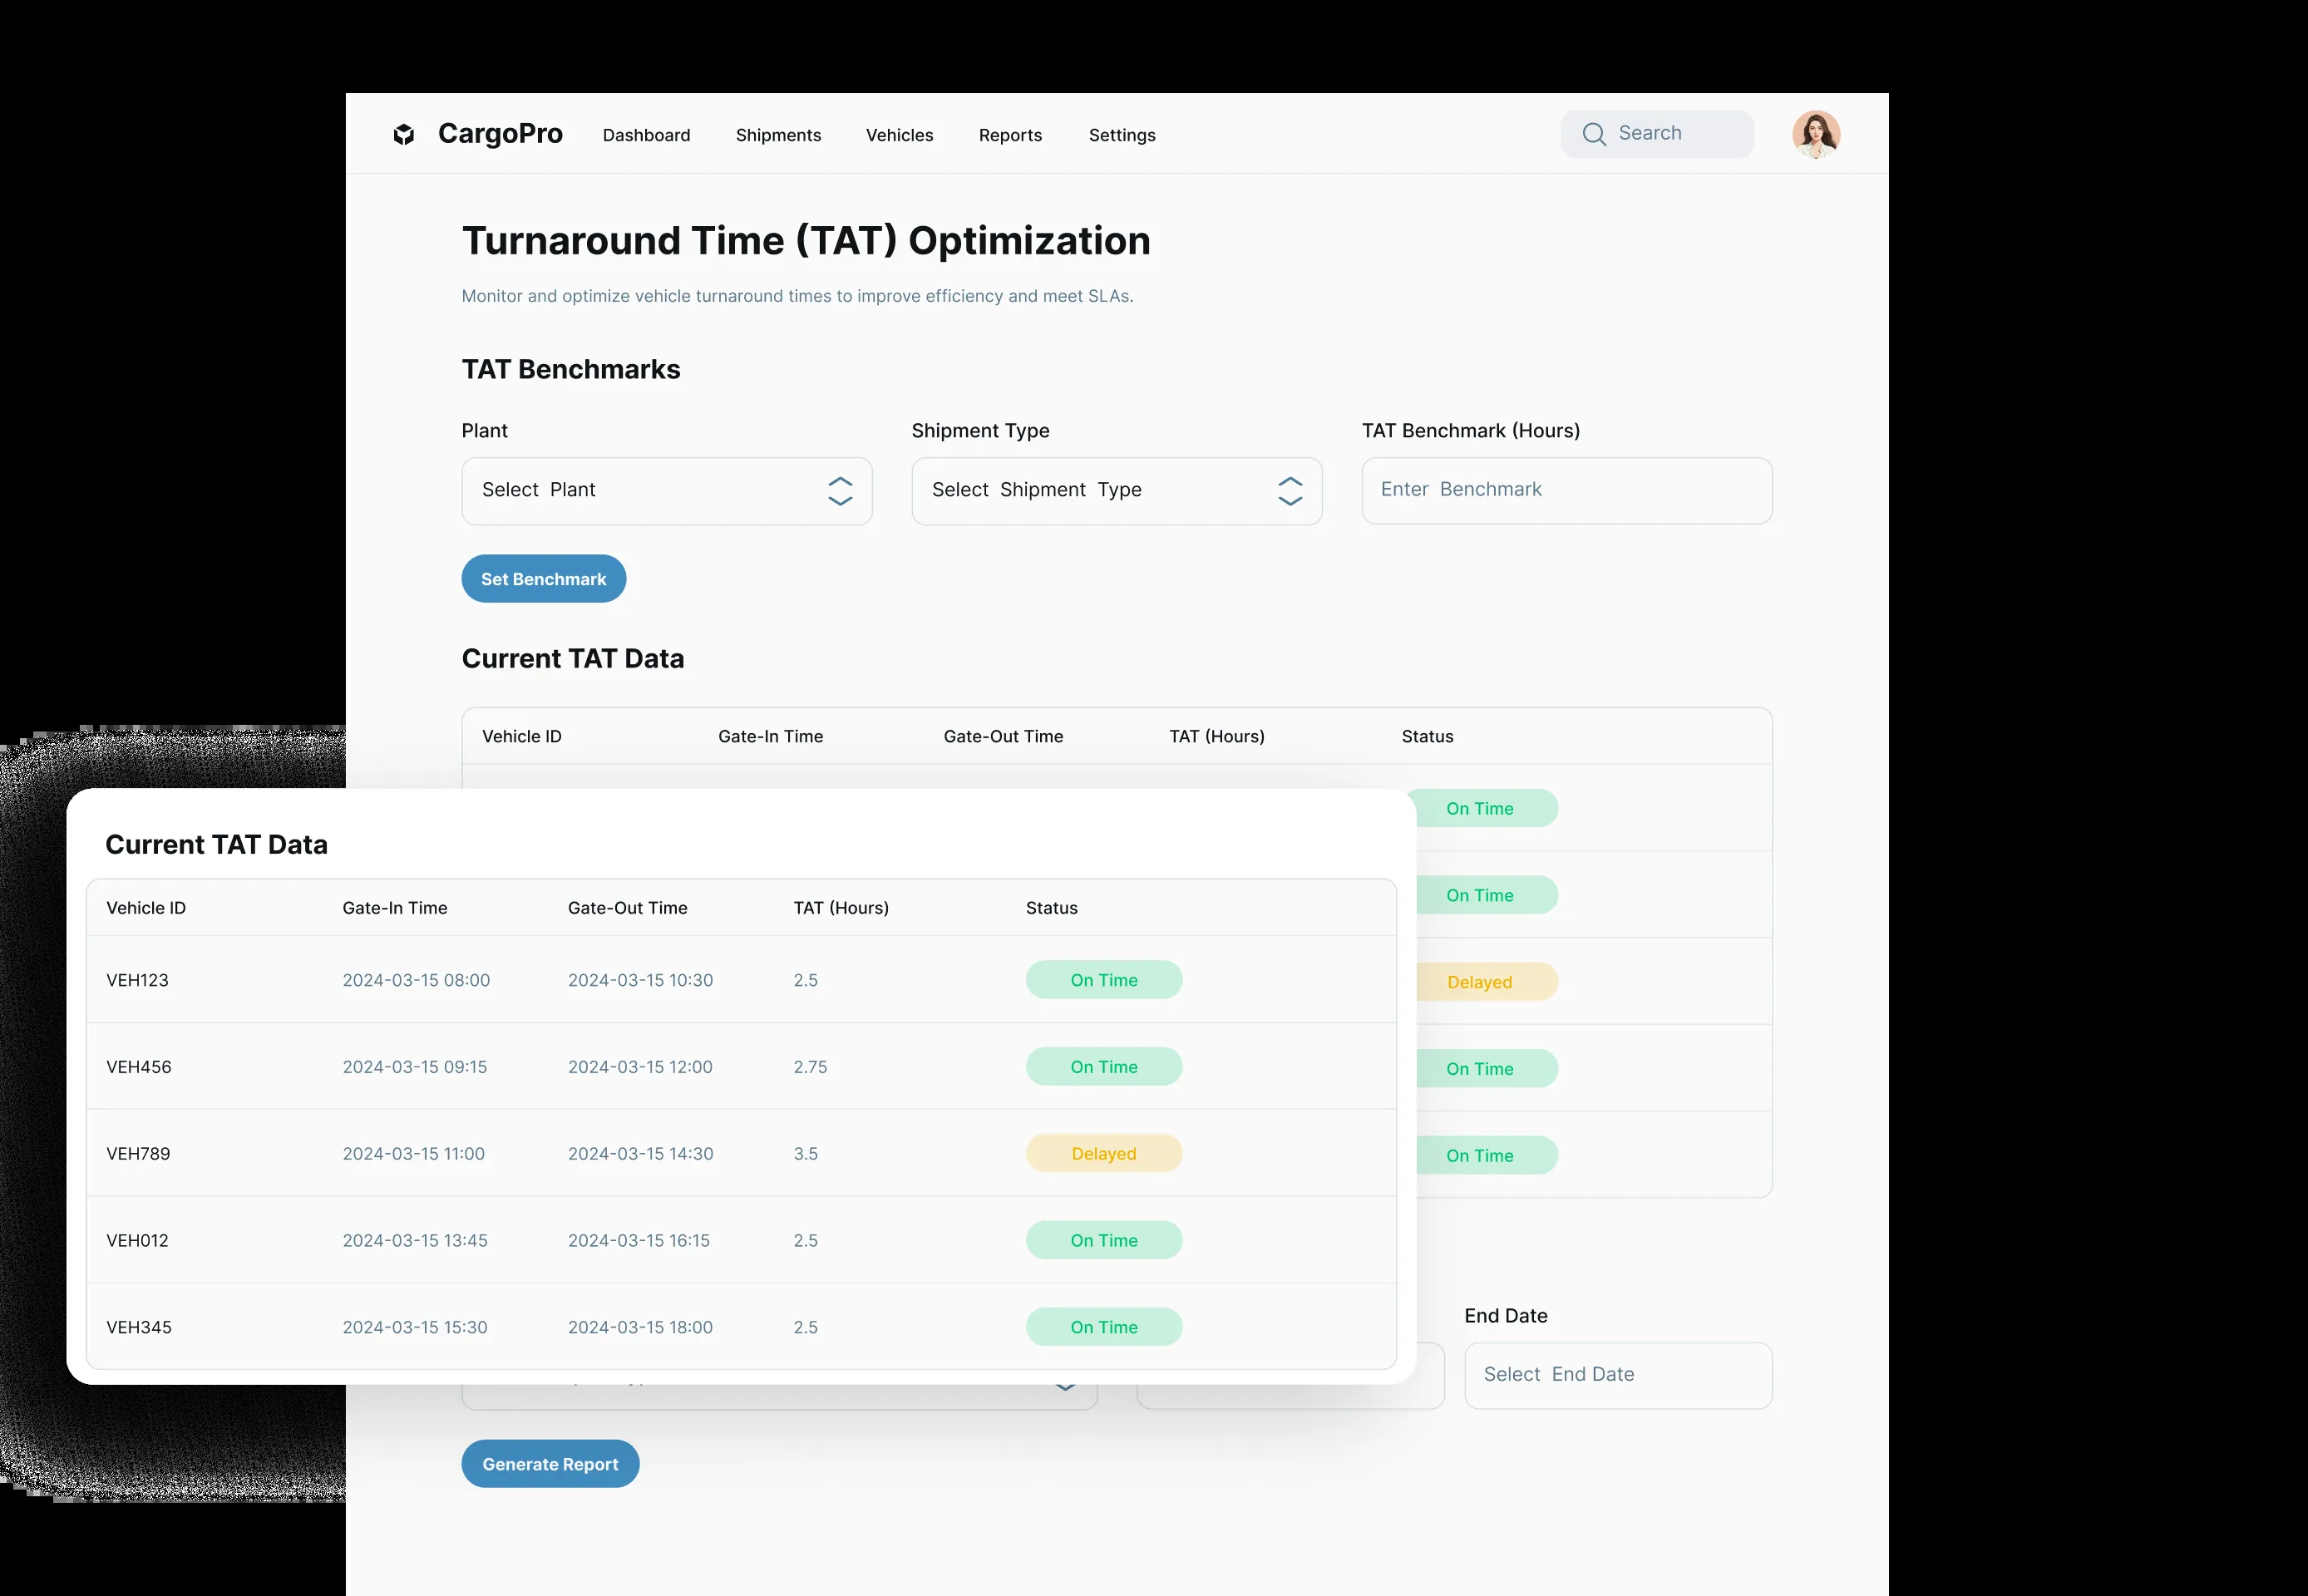 CargoPro Dashboard Shipments Vehicles Reports Settings Search
Turnaround Time (TAT) Optimization
Monitor and optimize vehicle turnaround times to improve efficiency and meet SLAs.
TAT Benchmarks
Plant Shipment Type TAT Benchmark (Hours)
Select Plant Select Shipment Type Enter Benchmark
Set Benchmark
Current TAT Data
Vehicle ID Gate-In Time Gate-Out Time TAT (Hours) Status
On Time
On Time
Delayed
On Time
On Time
Current TAT Data
Vehicle ID Gate-In Time Gate-Out Time TAT (Hours) Status
VEH123 2024-03-15 08:00 2024-03-15 10:30 2.5 On Time
VEH456 2024-03-15 09:15 2024-03-15 12:00 2.75 On Time
VEH789 2024-03-15 11:00 2024-03-15 14:30 3.5 Delayed
VEH012 2024-03-15 13:45 2024-03-15 16:15 2.5 On Time
VEH345 2024-03-15 15:30 2024-03-15 18:00 2.5 On Time
End Date
Select End Date
Generate Report